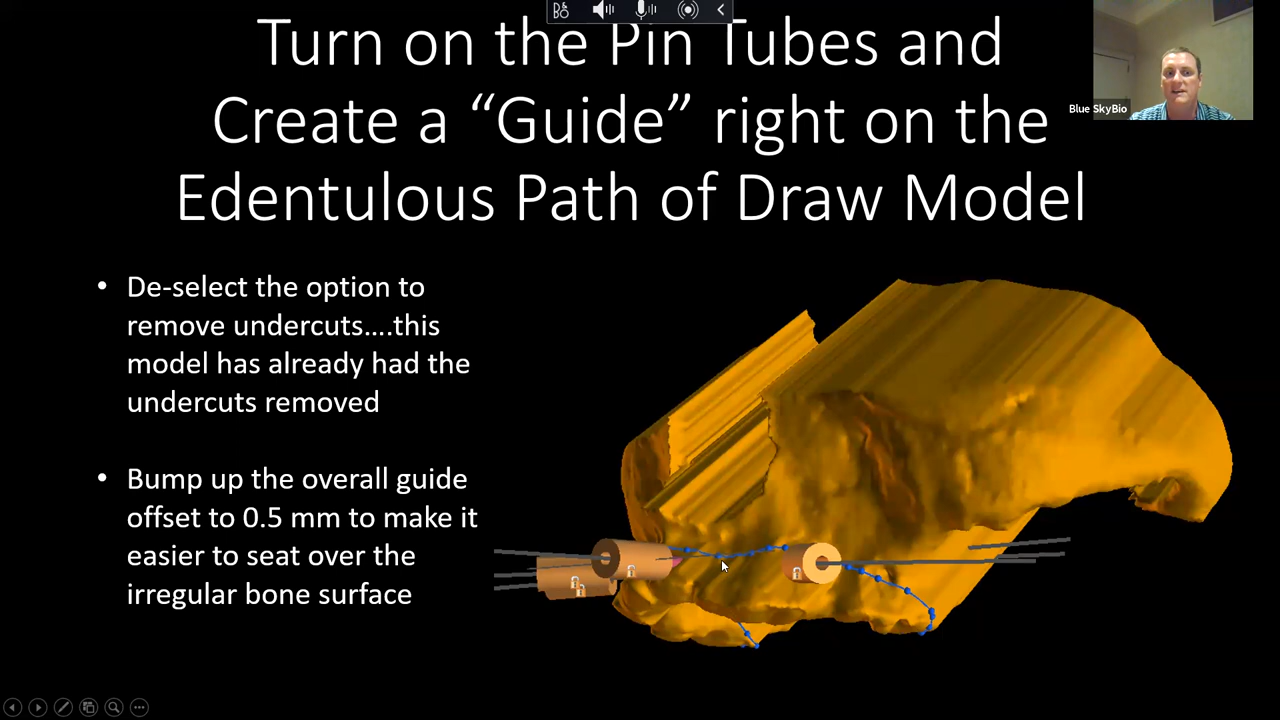 Turn on the Pin Tubes and
Create a “Guide” right on the
Edentulous Path of Draw Model
Blue SkyBio
• De-select the option to
remove undercuts....this
model has already had the
undercuts removed
• Bump up the overall guide
offset to 0.5 mm to make it
easier to seat over the
irregular bone surface